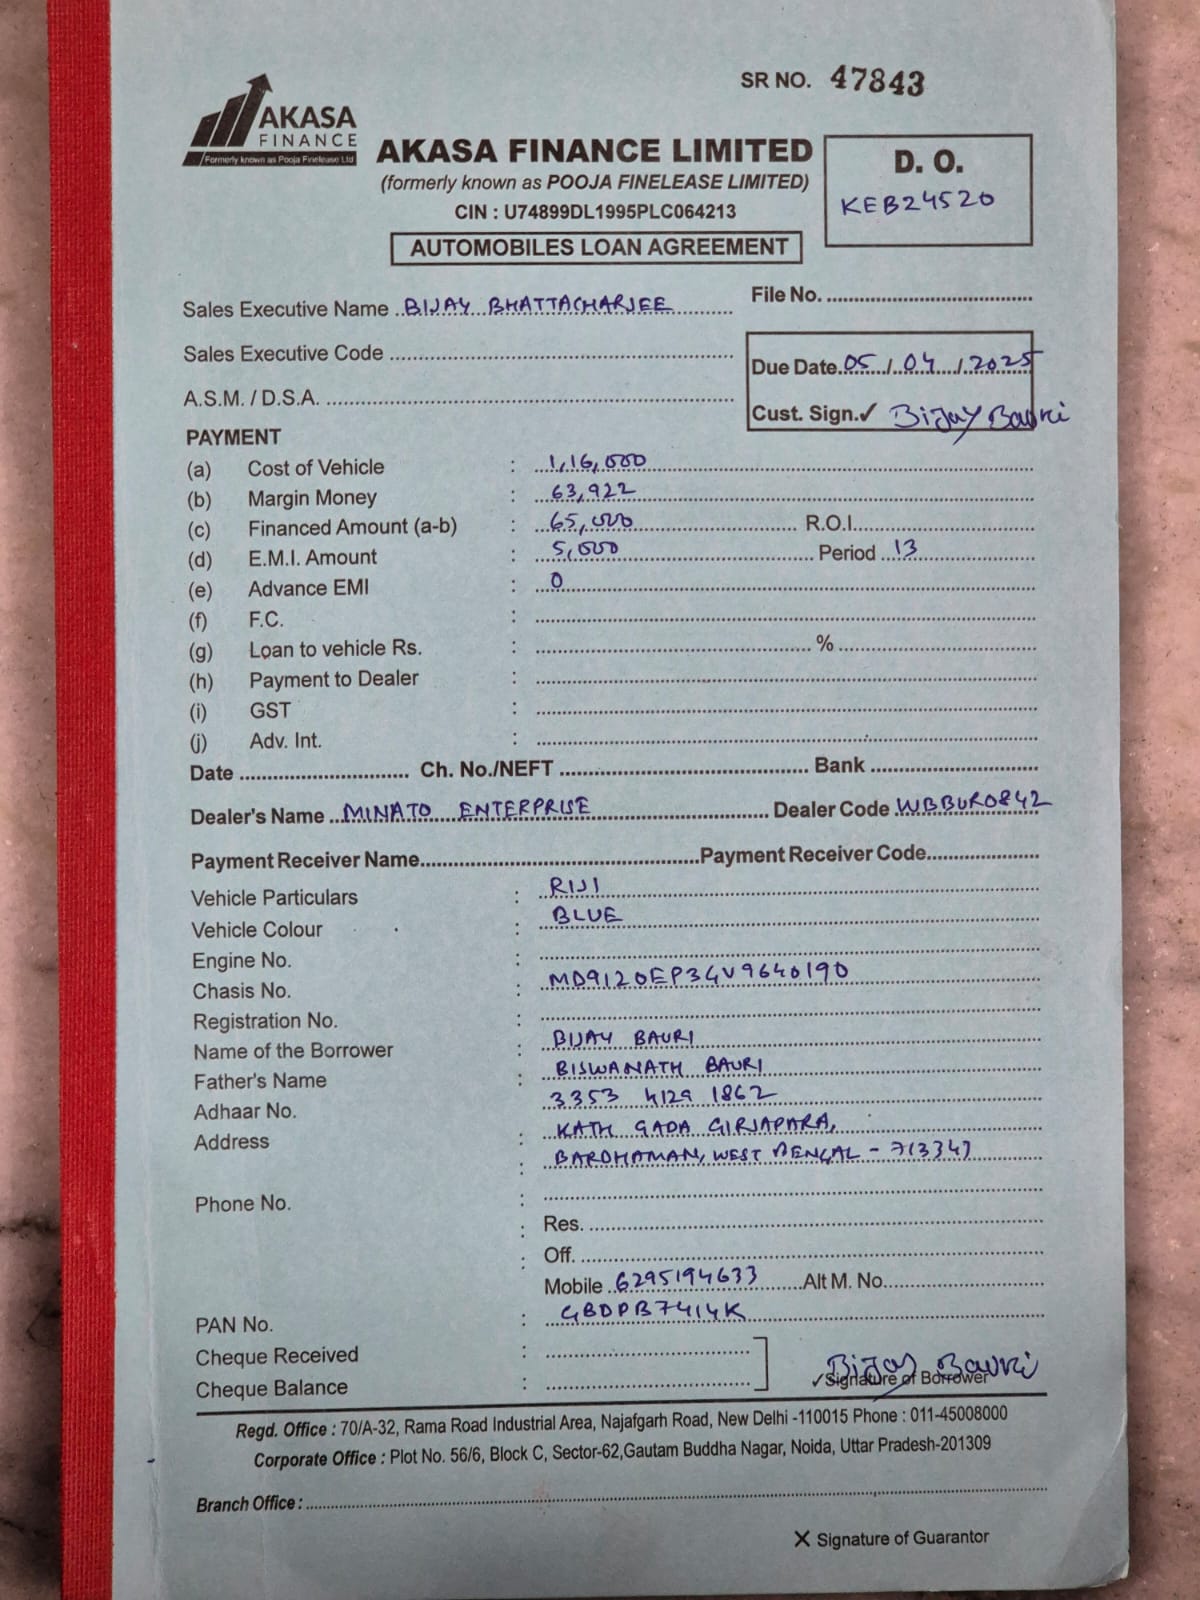 SR NO. 47843
AKASA
FINANCE
Formerly known as Pooja Finelease Ltd
AKASA FINANCE LIMITED
(formerly known as POOJA FINELEASE LIMITED)
CIN : U74899DL1995PLC064213
AUTOMOBILES LOAN AGREEMENT
D. O.
KEB24520
Sales Executive Name ..BIJAY BHATTACHARJEE
File No.
Sales Executive Code
A.S.M. / D.S.A.
Due Date 05/04/2025
Cust. Sign.✓ Bijay Bauri
PAYMENT
(a) Cost of Vehicle : 1,16,000
(b) Margin Money : 63,922
(c) Financed Amount (a-b) : 65,000 R.O.I.
(d) E.M.I. Amount : 5,000 Period 13
(e) Advance EMI : 0
(f) F.C. :
(g) Loan to vehicle Rs. : %
(h) Payment to Dealer :
(i) GST :
(j) Adv. Int. :
Date Ch. No./NEFT Bank
Dealer's Name MINATO ENTERPRISE Dealer Code WBBUR0842
Payment Receiver Name Payment Receiver Code
Vehicle Particulars : RIJI
Vehicle Colour : BLUE
Engine No. :
Chasis No. : MD9120EP3GV9640190
Registration No. :
Name of the Borrower : BIJAY BAURI
Father's Name : BISWANATH BAURI
Adhaar No. 3353 4129 1862
Address : KATH GADA GIRJAPARA,
: BARDHAMAN, WEST BENGAL - 713347
Phone No. :
: Res.
: Off.
Mobile 6295194633 Alt M. No.
PAN No. : GBDPB7414K
Cheque Received :
Cheque Balance :
Bijay Bauri
✓Signature of Borrower
Regd. Office : 70/A-32, Rama Road Industrial Area, Najafgarh Road, New Delhi -110015 Phone : 011-45008000
Corporate Office : Plot No. 56/6, Block C, Sector-62,Gautam Buddha Nagar, Noida, Uttar Pradesh-201309
Branch Office :
X Signature of Guarantor